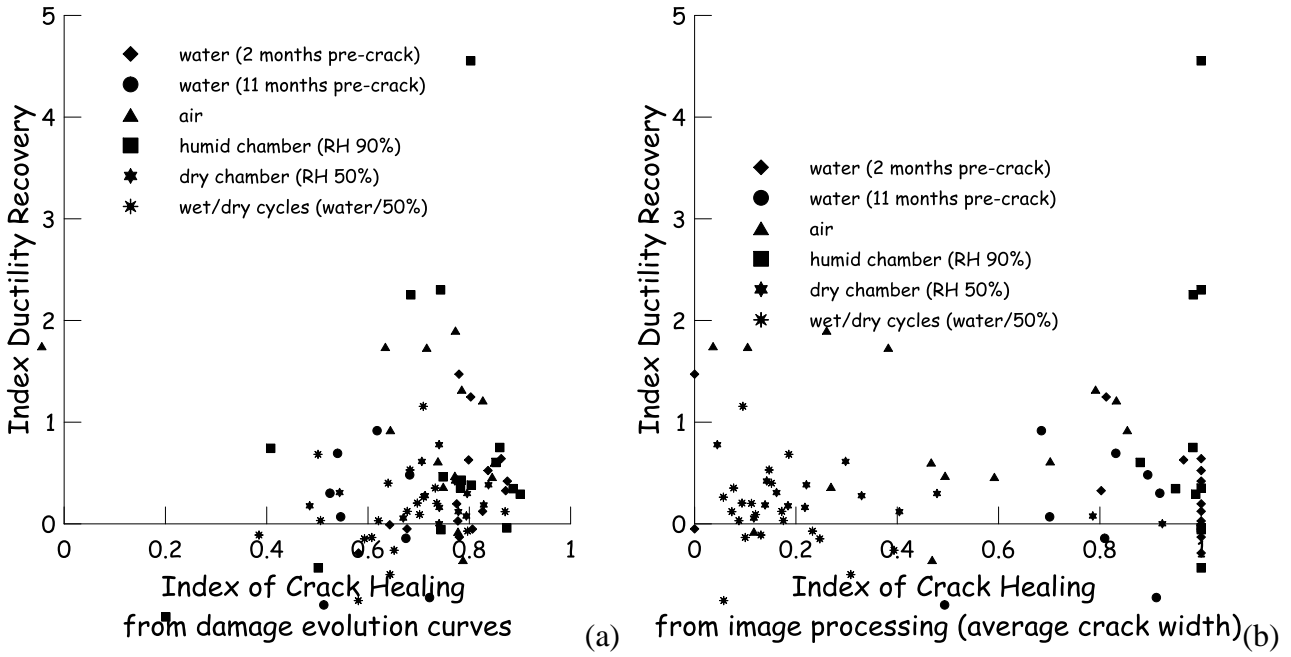 5
4
3
2
1
0
Index Ductility Recovery
water (2 months pre-crack)
water (11 months pre-crack)
air
humid chamber (RH 90%)
dry chamber (RH 50%)
wet/dry cycles (water/50%)
0 0.2 0.4 0.6 0.8 1
Index of Crack Healing
from damage evolution curves
(a)
5
4
3
2
1
0
Index Ductility Recovery
water (2 months pre-crack)
water (11 months pre-crack)
air
humid chamber (RH 90%)
dry chamber (RH 50%)
wet/dry cycles (water/50%)
0 0.2 0.4 0.6 0.8
Index of Crack Healing
from image processing (average crack width)
(b)